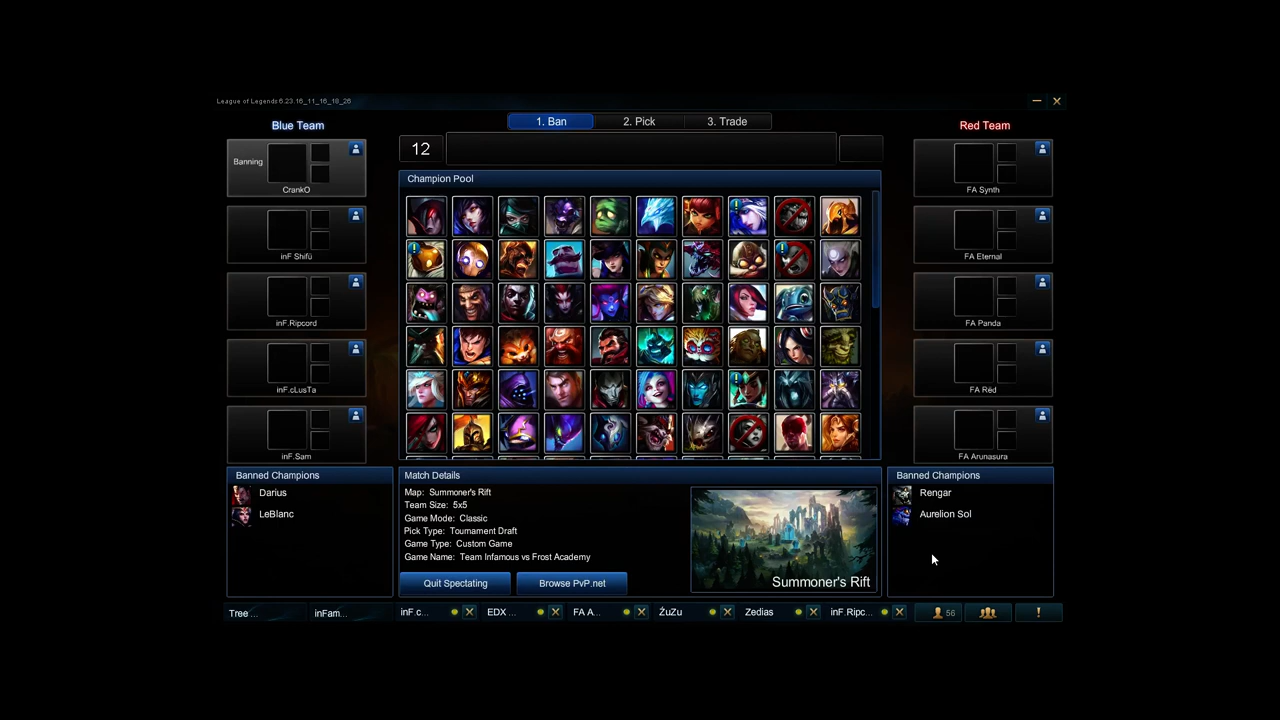 League of Legends 6.23.16_11_16_18_26
Blue Team
1. Ban
2. Pick
3. Trade
Red Team
12
Banning
CrankO
inF Shifū
inF.Ripcord
inF.cLusTa
inF.Sam
Champion Pool
FA Synth
FA Eternal
FA Panda
FA Rëd
FA Arunasura
Banned Champions
Darius
LeBlanc
Match Details
Map: Summoner's Rift
Team Size: 5x5
Game Mode: Classic
Pick Type: Tournament Draft
Game Type: Custom Game
Game Name: Team Infamous vs Frost Academy
Quit Spectating
Browse PvP.net
Summoner's Rift
Banned Champions
Rengar
Aurelion Sol
Tree ...
inFam...
inF.c...
EDX ...
FA A...
ŻuZu
Zedias
inF.Ripc...
56